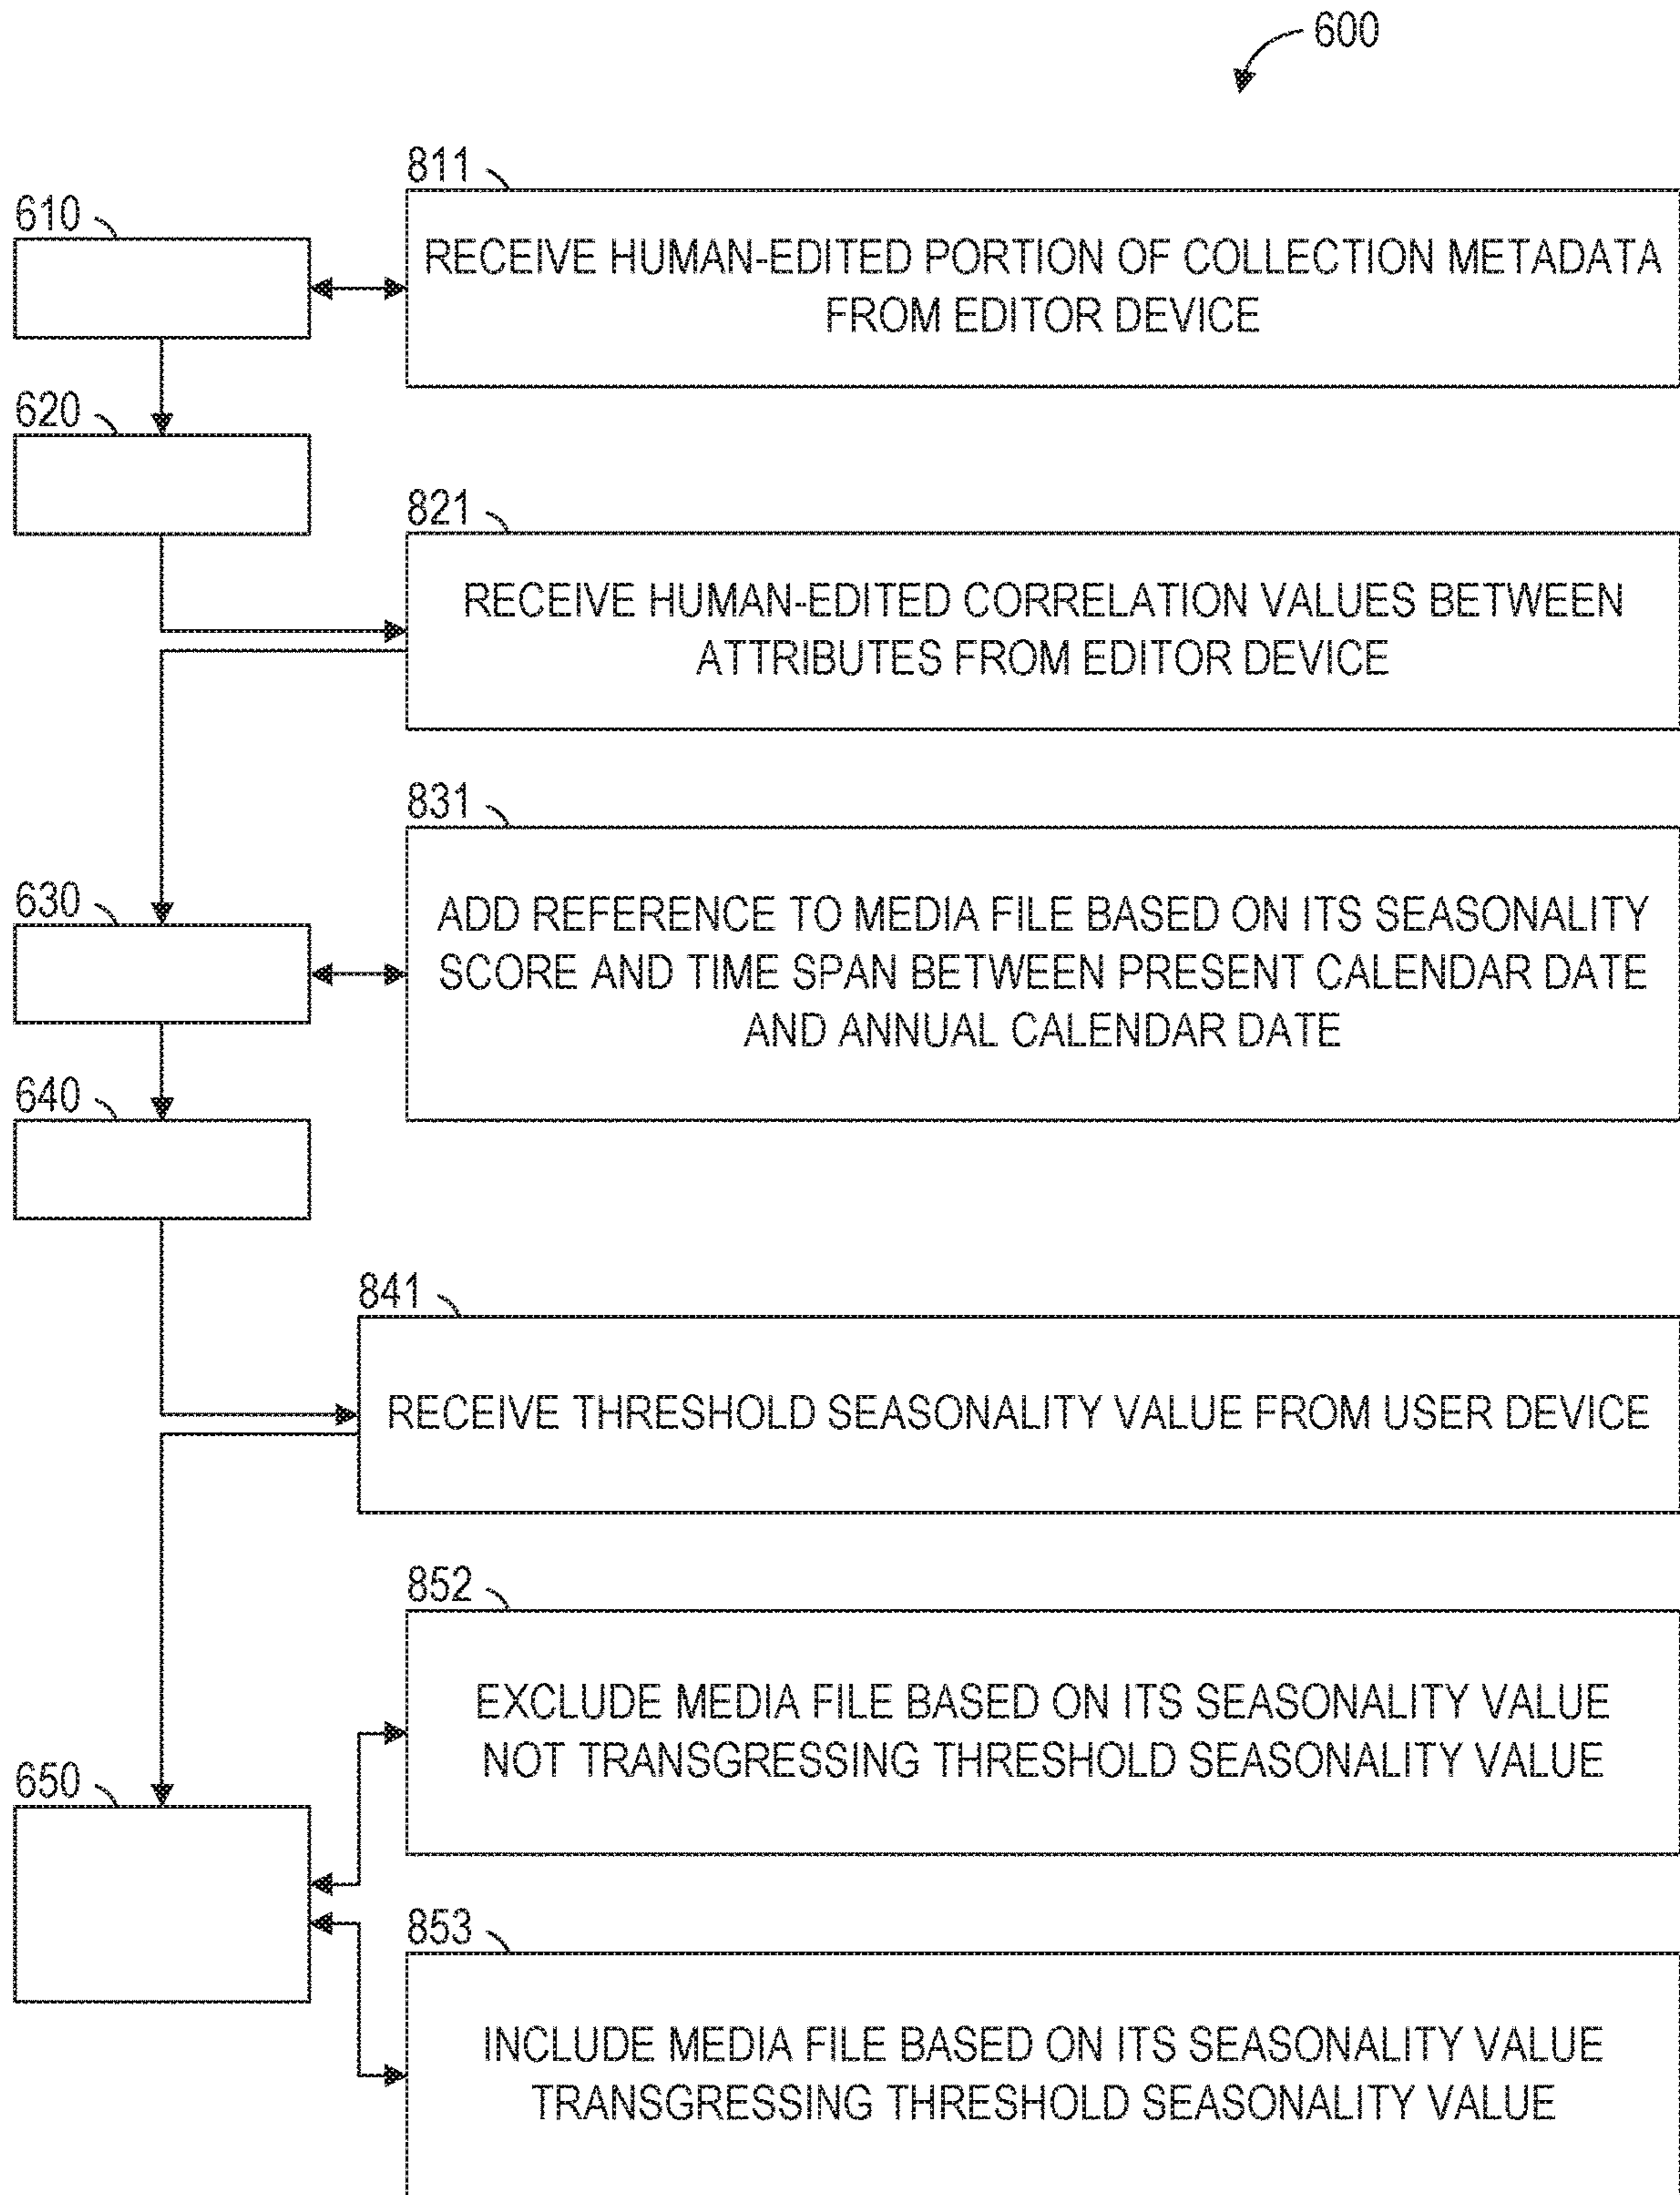 600
811
610
RECEIVE HUMAN-EDITED PORTION OF COLLECTION METADATA
FROM EDITOR DEVICE
620
821
RECEIVE HUMAN-EDITED CORRELATION VALUES BETWEEN
ATTRIBUTES FROM EDITOR DEVICE
831
630
ADD REFERENCE TO MEDIA FILE BASED ON ITS SEASONALITY
SCORE AND TIME SPAN BETWEEN PRESENT CALENDAR DATE
AND ANNUAL CALENDAR DATE
640
841
RECEIVE THRESHOLD SEASONALITY VALUE FROM USER DEVICE
852
EXCLUDE MEDIA FILE BASED ON ITS SEASONALITY VALUE
NOT TRANSGRESSING THRESHOLD SEASONALITY VALUE
650
853
INCLUDE MEDIA FILE BASED ON ITS SEASONALITY VALUE
TRANSGRESSING THRESHOLD SEASONALITY VALUE